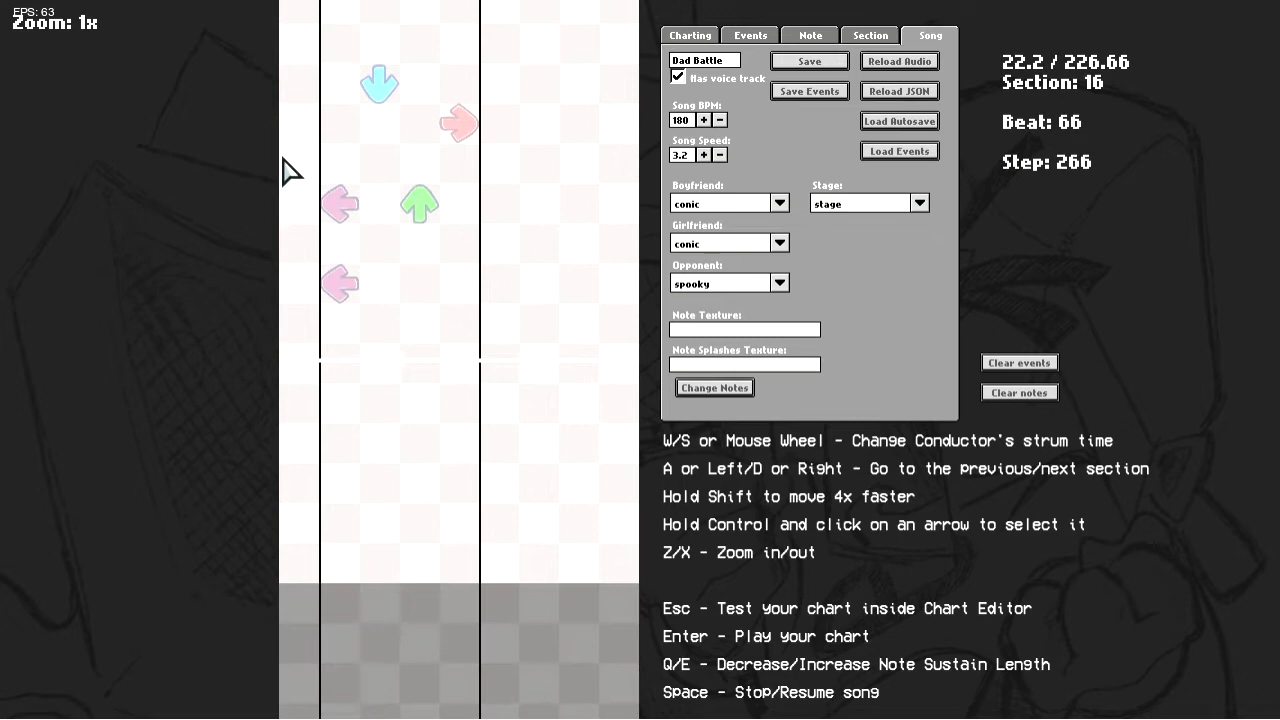 FPS: 63
Zoom: 1x
Charting
Events
Note
Section
Song
Dad Battle
Save
Reload Audio
Has voice track
Save Events
Reload JSON
Song BPM:
180 + -
Load Autosave
Song Speed:
3.2 + -
Load Events
Boyfriend:
Stage:
conic
stage
Girlfriend:
conic
Opponent:
spooky
Note Texture:
Note Splashes Texture:
Change Notes
22.2 / 226.66
Section: 16
Beat: 66
Step: 266
Clear events
Clear notes
W/S or Mouse Wheel - Change Conductor's strum time
A or Left/D or Right - Go to the previous/next section
Hold Shift to move 4x faster
Hold Control and click on an arrow to select it
Z/X - Zoom in/out
Esc - Test your chart inside Chart Editor
Enter - Play your chart
Q/E - Decrease/Increase Note Sustain Length
Space - Stop/Resume song